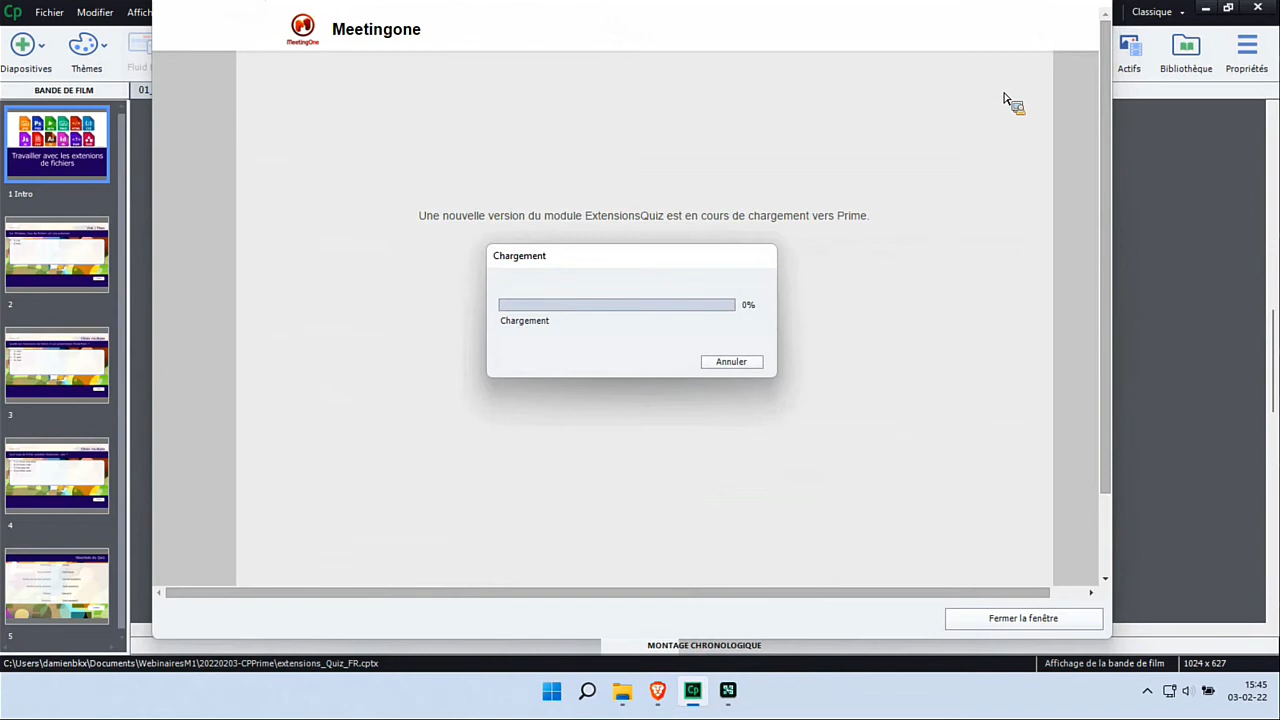 Cp Fichier Modifier Affich
Meetingone
MeetingOne
Classique
Diapositives
Thèmes
Fluid
Actifs
Bibliothèque
Propriétés
BANDE DE FILM
01_
Travailler avec les extenions
de fichiers
1 Intro
2
3
4
5
Une nouvelle version du module ExtensionsQuiz est en cours de chargement vers Prime.
Chargement
0%
Chargement
Annuler
Fermer la fenêtre
MONTAGE CHRONOLOGIQUE
C:\Users\damienbkx\Documents\WebinairesM1\20220203-CPPrime\extensions_Quiz_FR.cptx
Affichage de la bande de film
1024 x 627
Cp
15:45
03-02-22